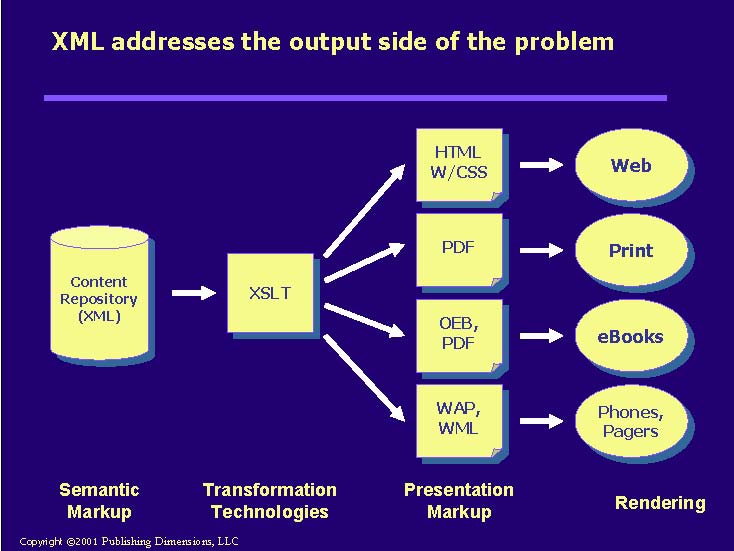 XML addresses the output side of the problem
Content
Repository
(XML)
XSLT
HTML
W/CSS
Web
PDF
Print
OEB,
PDF
eBooks
WAP,
WML
Phones,
Pagers
Semantic
Markup
Transformation
Technologies
Presentation
Markup
Rendering
Copyright ©2001 Publishing Dimensions, LLC